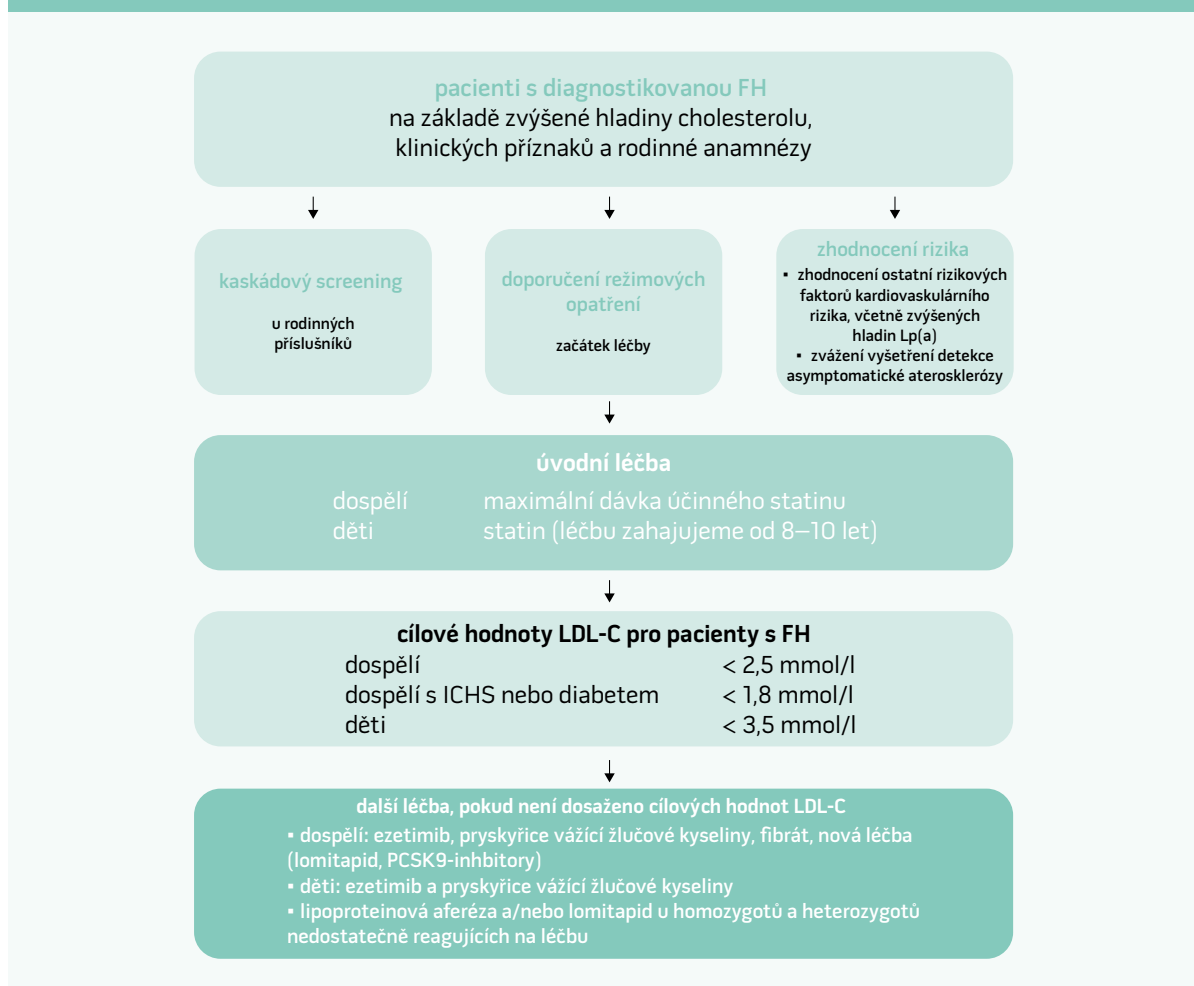 pacienti s diagnostikovanou FH
na základě zvýšené hladiny cholesterolu,
klinických příznaků a rodinné anamnézy
kaskádový screening
u rodinných
příslušníků
doporučení režimových
opatření
začátek léčby
zhodnocení rizika
▪ zhodnocení ostatní rizikových
faktorů kardiovaskulárního
rizika, včetně zvýšených
hladin Lp(a)
▪ zvážení vyšetření detekce
asymptomatické aterosklerózy
úvodní léčba
dospělí maximální dávka účinného statinu
děti statin (léčbu zahajujeme od 8–10 let)
cílové hodnoty LDL-C pro pacienty s FH
dospělí < 2,5 mmol/l
dospělí s ICHS nebo diabetem < 1,8 mmol/l
děti < 3,5 mmol/l
další léčba, pokud není dosaženo cílových hodnot LDL-C
▪ dospělí: ezetimib, pryskyřice vážící žlučové kyseliny, fibrát, nová léčba
(lomitapid, PCSK9-inhbitory)
▪ děti: ezetimib a pryskyřice vážící žlučové kyseliny
▪ lipoproteinová aferéza a/nebo lomitapid u homozygotů a heterozygotů
nedostatečně reagujících na léčbu